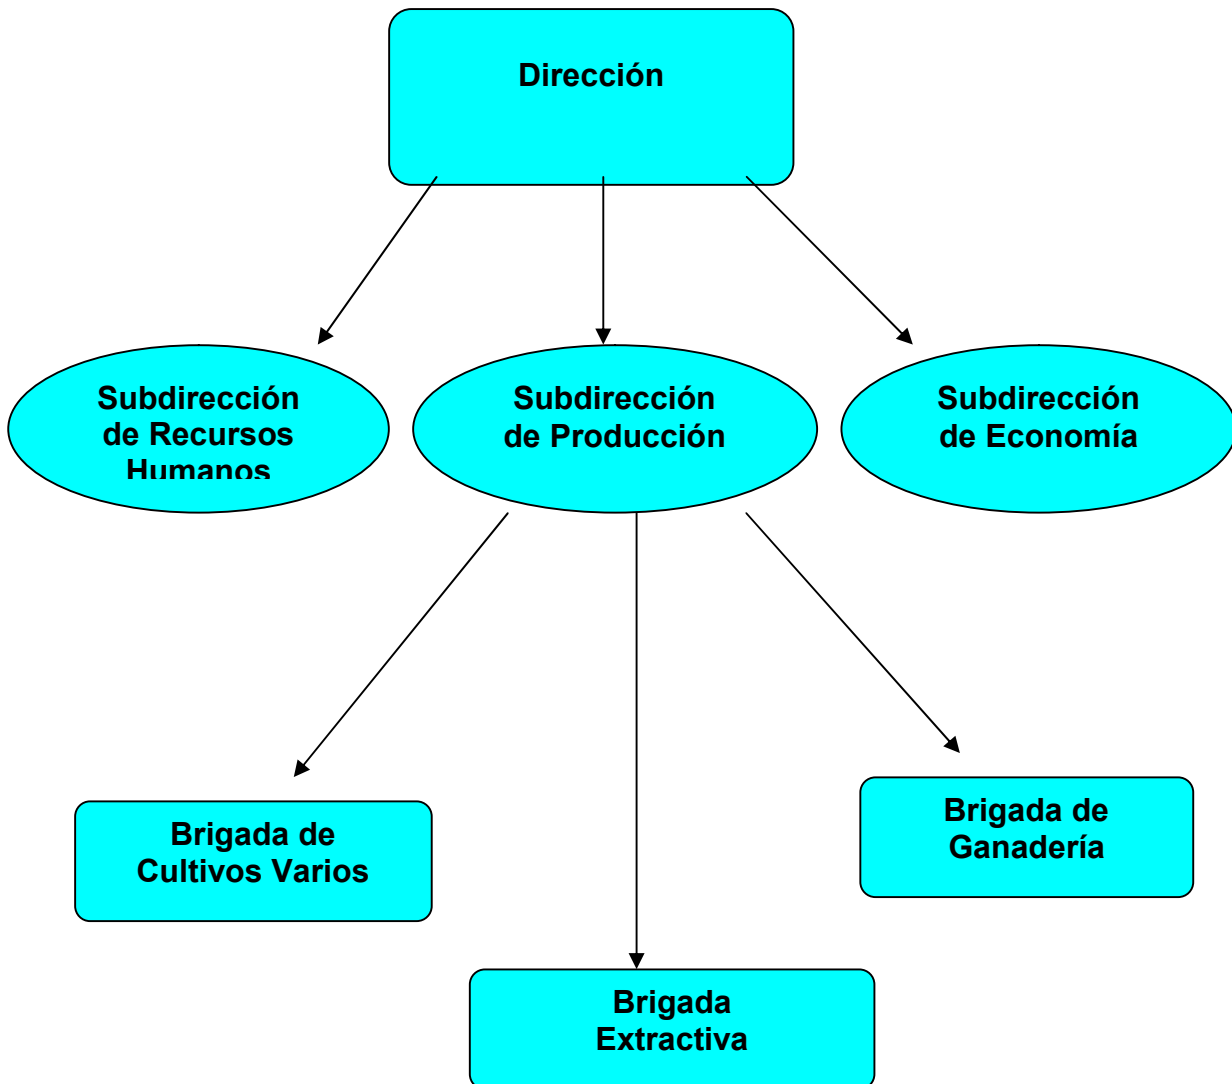 Dirección
Subdirección
de Recursos
Humanos
Subdirección
de Producción
Subdirección
de Economía
Brigada de
Cultivos Varios
Brigada de
Ganadería
Brigada
Extractiva